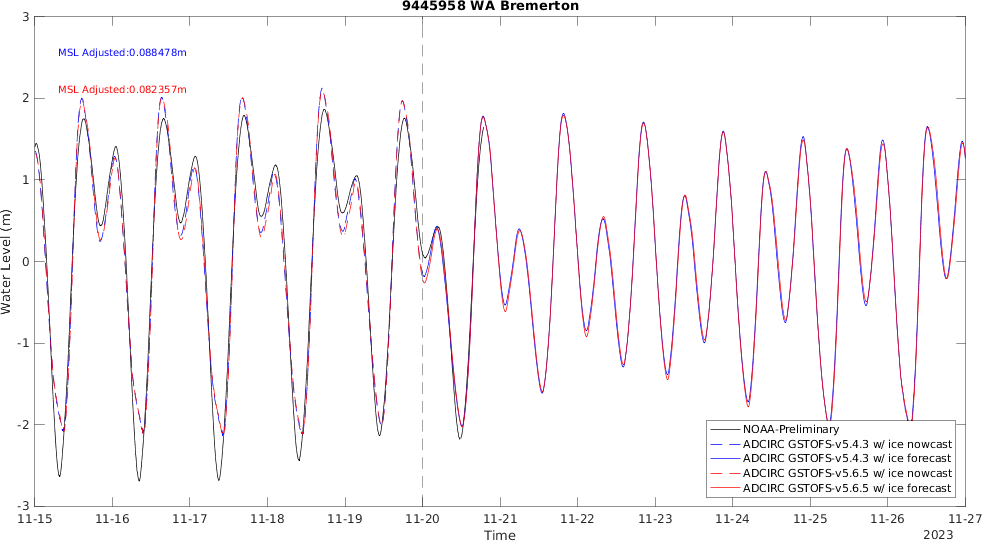 9445958 WA Bremerton
MSL Adjusted:0.088478m
MSL Adjusted:0.082357m
Water Level (m)
3
2
1
0
-1
-2
-3
NOAA-Preliminary
ADCIRC GSTOFS-v5.4.3 w/ ice nowcast
ADCIRC GSTOFS-v5.4.3 w/ ice forecast
ADCIRC GSTOFS-v5.6.5 w/ ice nowcast
ADCIRC GSTOFS-v5.6.5 w/ ice forecast
11-15 11-16 11-17 11-18 11-19 11-20 11-21 11-22 11-23 11-24 11-25 11-26 11-27
Time
2023